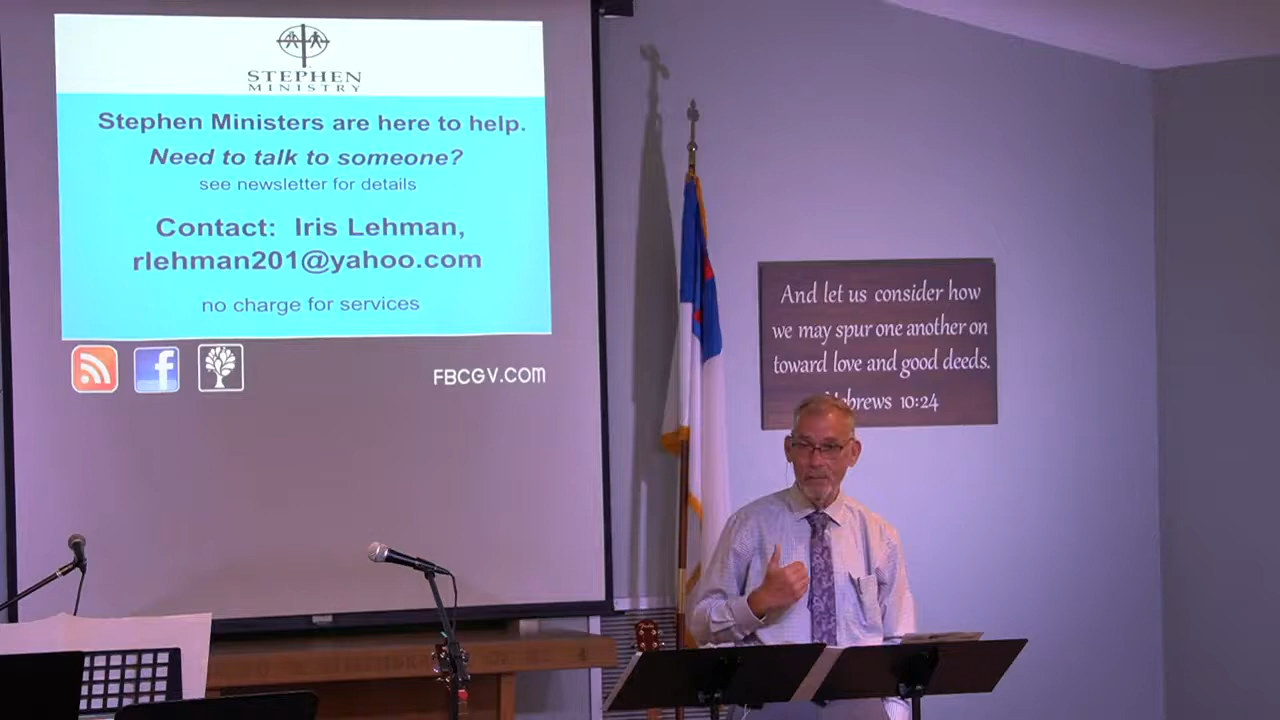 STEPHEN
MINISTRY
Stephen Ministers are here to help.
Need to talk to someone?
see newsletter for details
Contact: Iris Lehman,
rlehman201@yahoo.com
no charge for services
f
FBCGV.COM
And let us consider how
we may spur one another on
toward love and good deeds.
Hebrews 10:24
Fender